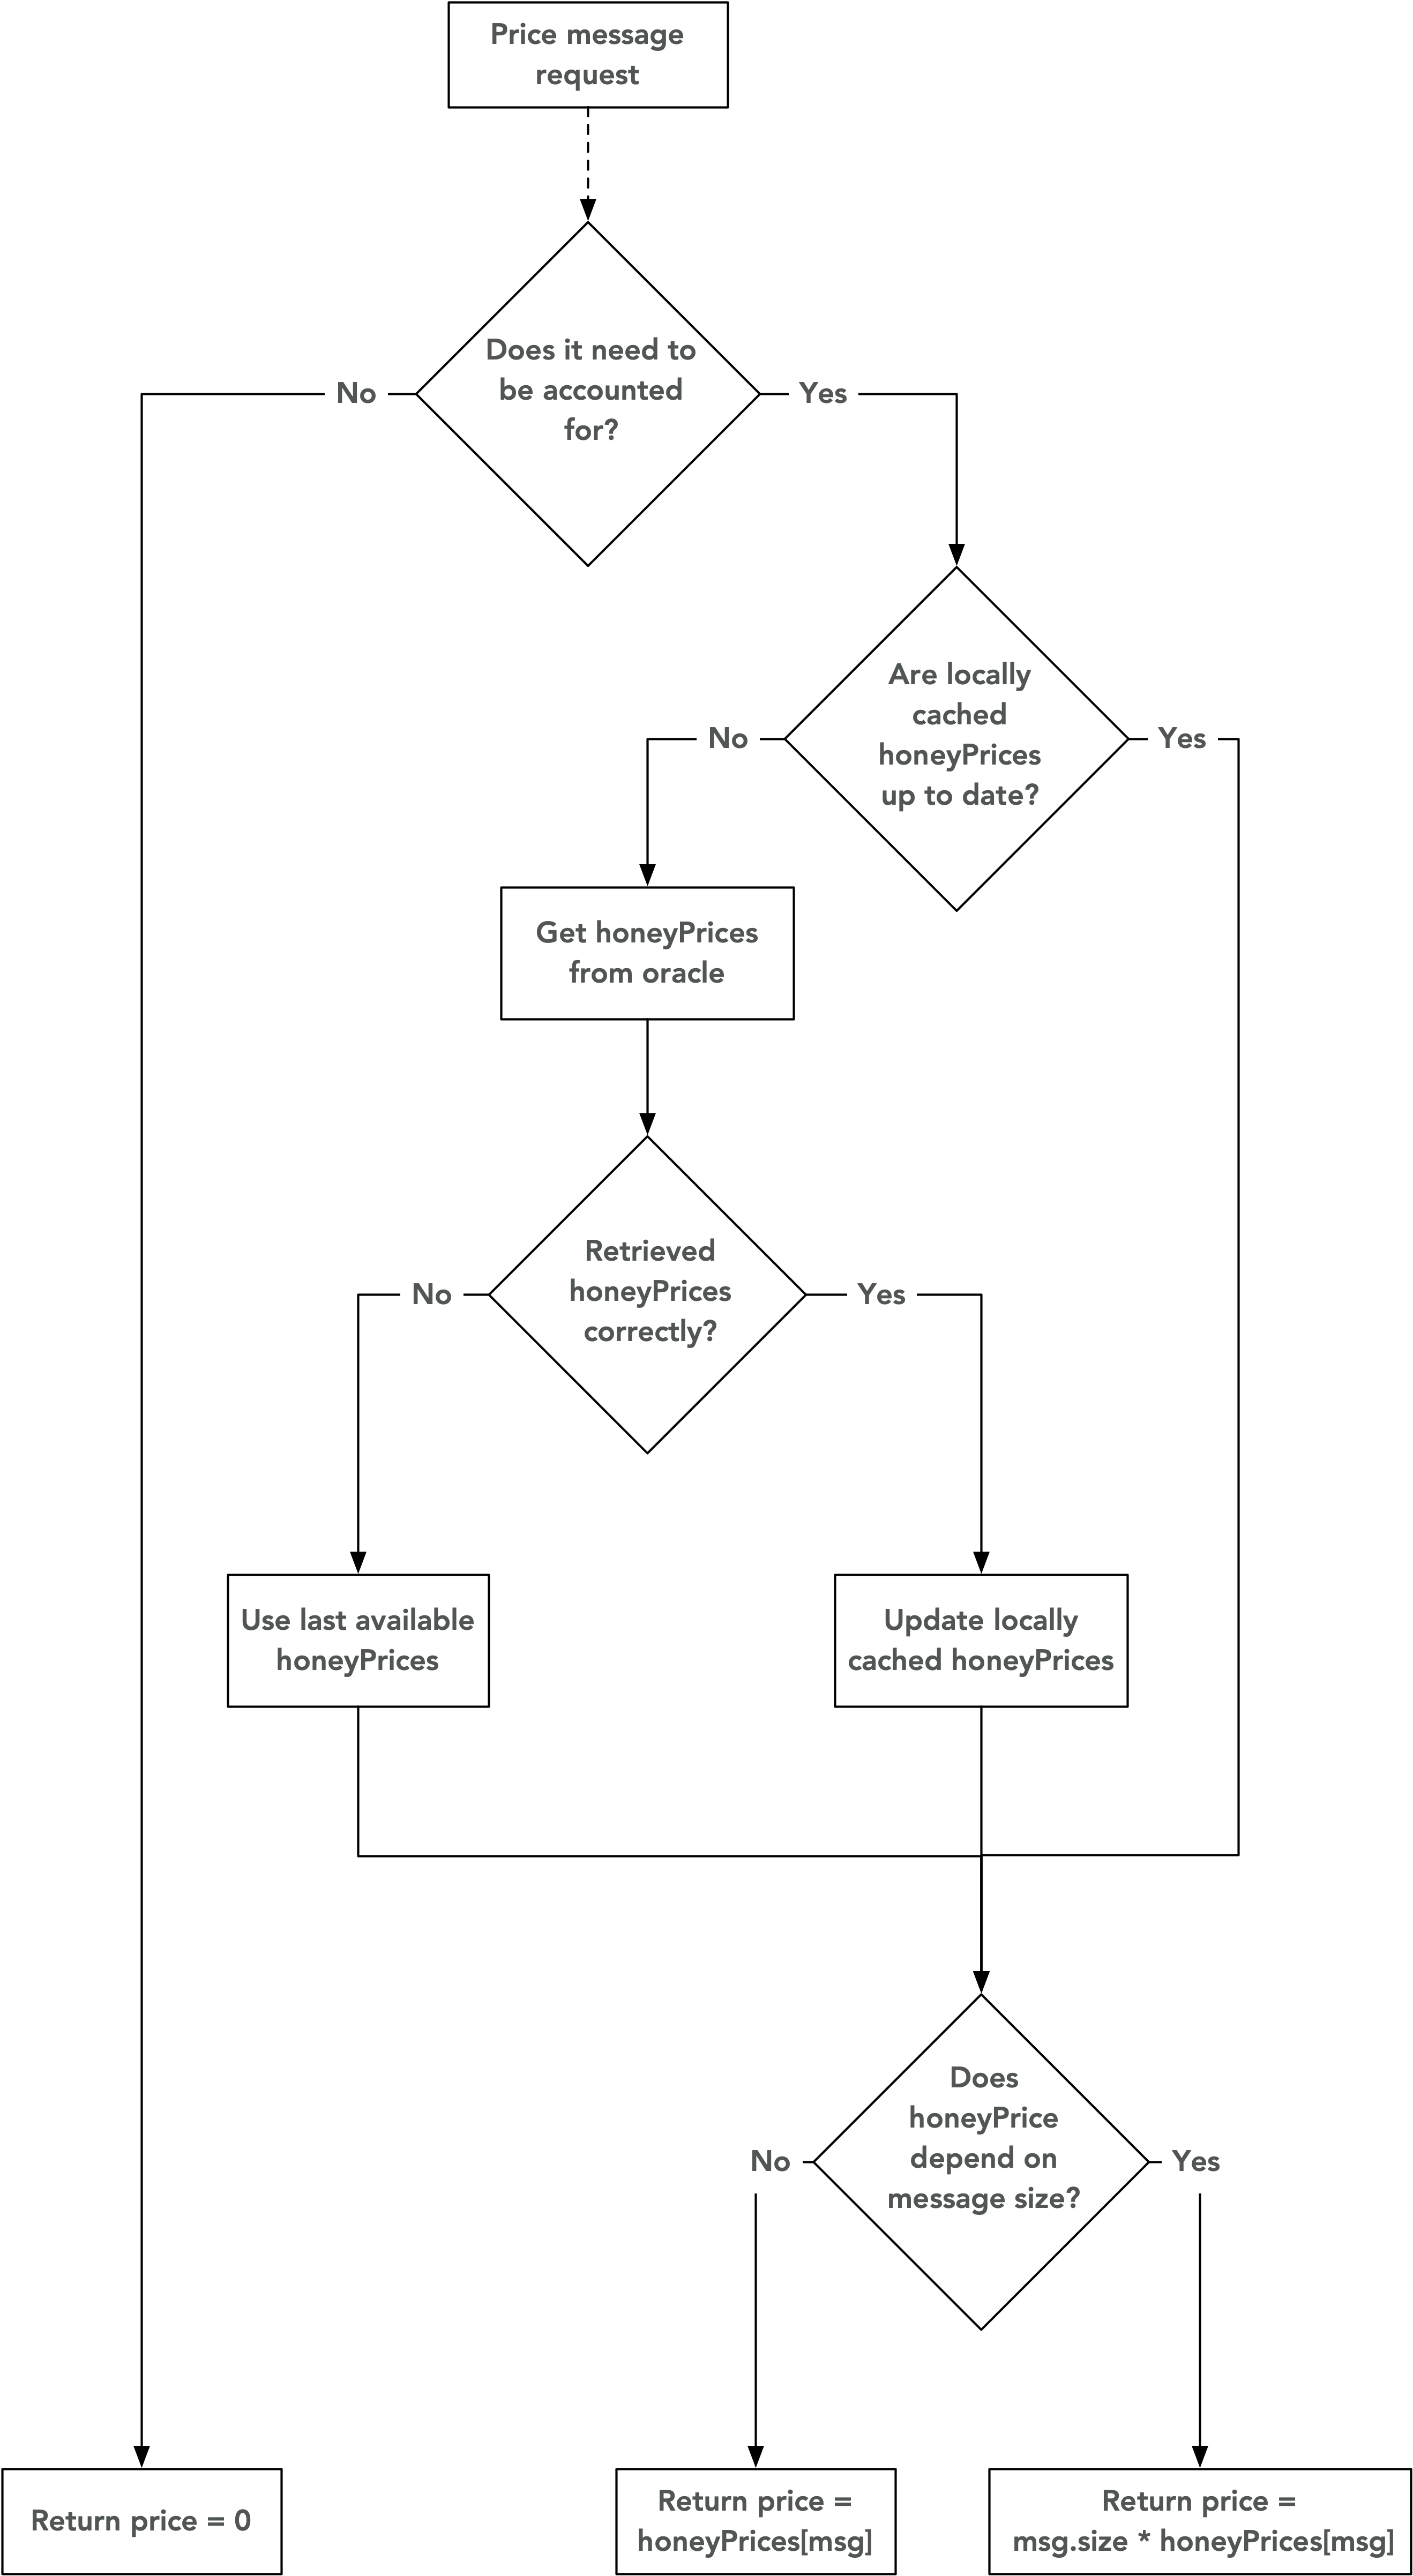 Price message
request
Does it need to
be accounted
for?
No
Yes
Are locally
cached
honeyPrices
up to date?
No
Yes
Get honeyPrices
from oracle
Retrieved
honeyPrices
correctly?
No
Yes
Use last available
honeyPrices
Update locally
cached honeyPrices
Does
honeyPrice
depend on
message size?
No
Yes
Return price = 0
Return price =
honeyPrices[msg]
Return price =
msg.size * honeyPrices[msg]